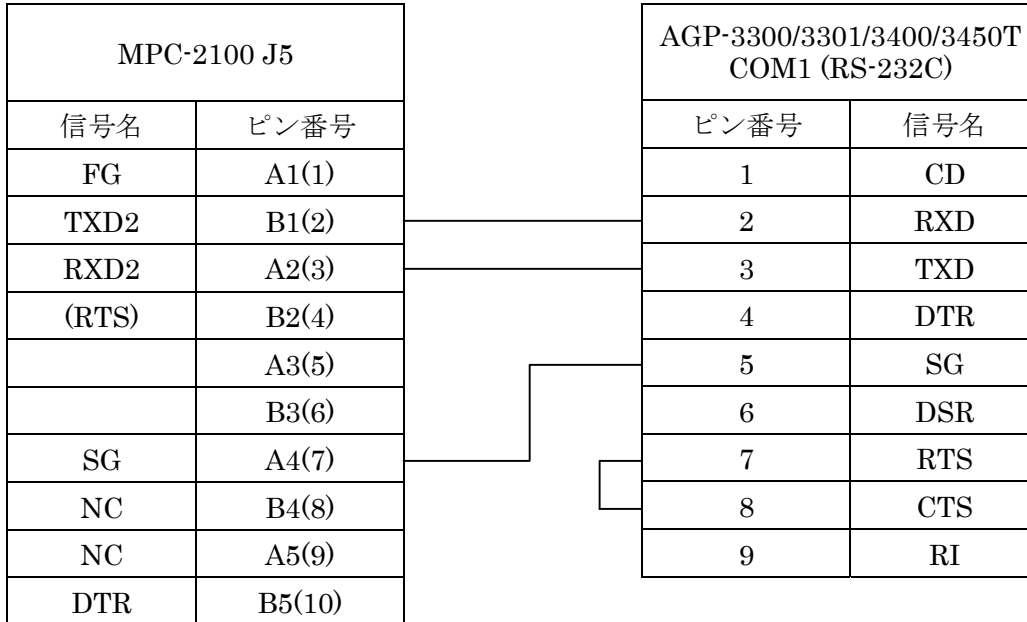 MPC-2100 J5
信号名 ピン番号
FG A1(1)
TXD2 B1(2)
RXD2 A2(3)
(RTS) B2(4)
A3(5)
B3(6)
SG A4(7)
NC B4(8)
NC A5(9)
DTR B5(10)
AGP-3300/3301/3400/3450T
COM1 (RS-232C)
ピン番号 信号名
1 CD
2 RXD
3 TXD
4 DTR
5 SG
6 DSR
7 RTS
8 CTS
9 RI